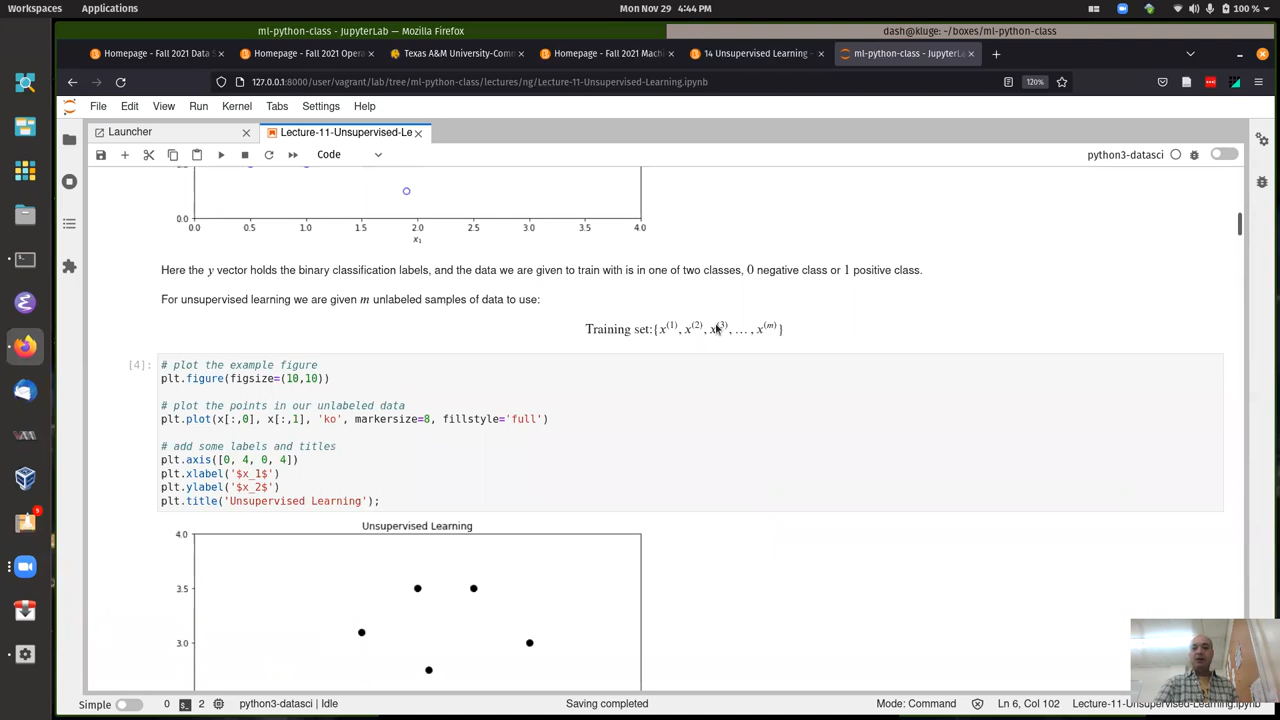 Workspaces Applications Mon Nov 29 4:44 PM 100 %
ml-python-class - JupyterLab — Mozilla Firefox dash@kluge: ~/boxes/ml-python-class
Homepage - Fall 2021 Data S Homepage - Fall 2021 Oper Texas A&M University-Com Homepage - Fall 2021 Mach 14 Unsupervised Learning - ml-python-class - JupyterL
127.0.0.1:8000/user/vagrant/lab/tree/ml-python-class/lectures/ng/Lecture-11-Unsupervised-Learning.ipynb 120%
File Edit View Run Kernel Tabs Settings Help
Launcher Lecture-11-Unsupervised-Le
Code python3-datasci
0.0
0.0 0.5 1.0 1.5 2.0 2.5 3.0 3.5 4.0
x₁
Here the y vector holds the binary classification labels, and the data we are given to train with is in one of two classes, 0 negative class or 1 positive class.
For unsupervised learning we are given m unlabeled samples of data to use:
Training set:{x^(1), x^(2), x^(3), …, x^(m)}
[4]: # plot the example figure
plt.figure(figsize=(10,10))
# plot the points in our unlabeled data
plt.plot(x[:,0], x[:,1], 'ko', markersize=8, fillstyle='full')
# add some labels and titles
plt.axis([0, 4, 0, 4])
plt.xlabel('$x_1$')
plt.ylabel('$x_2$')
plt.title('Unsupervised Learning');
Unsupervised Learning
4.0
3.5
3.0
Simple 0 2 python3-datasci | Idle Saving completed Mode: Command Ln 6, Col 102 Lecture-11-Unsupervised-Learning.ipynb